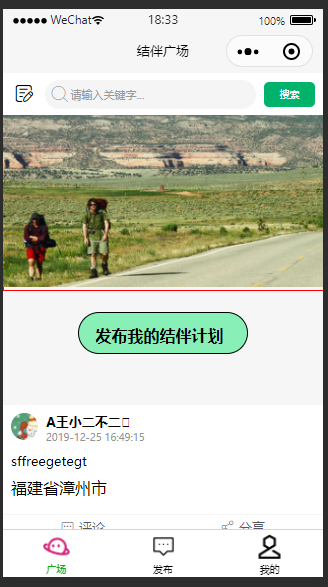 WeChat 18:33 100%
结伴广场
请输入关键字... 搜索
发布我的结伴计划
A王小二不二
2019-12-25 16:49:15
sffreegetegt
福建省漳州市
评论 分享
广场 发布 我的